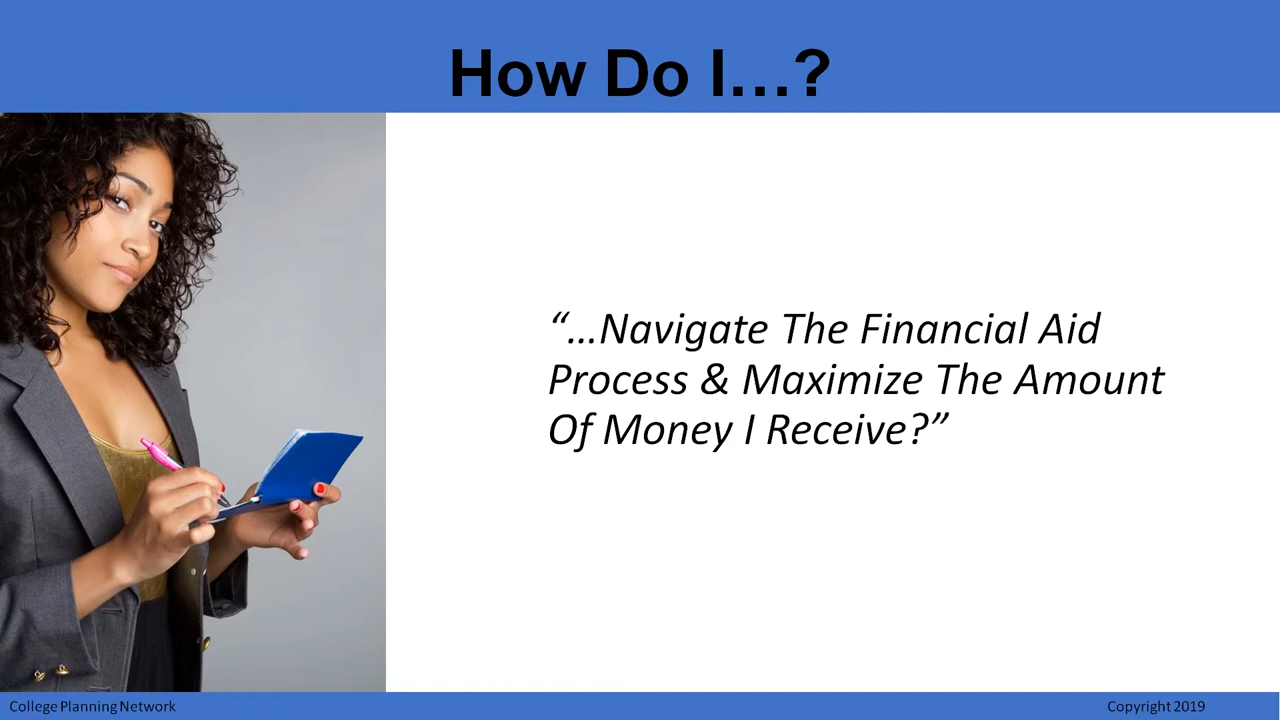 How Do I…?
“…Navigate The Financial Aid
Process & Maximize The Amount
Of Money I Receive?”
College Planning Network
Copyright 2019